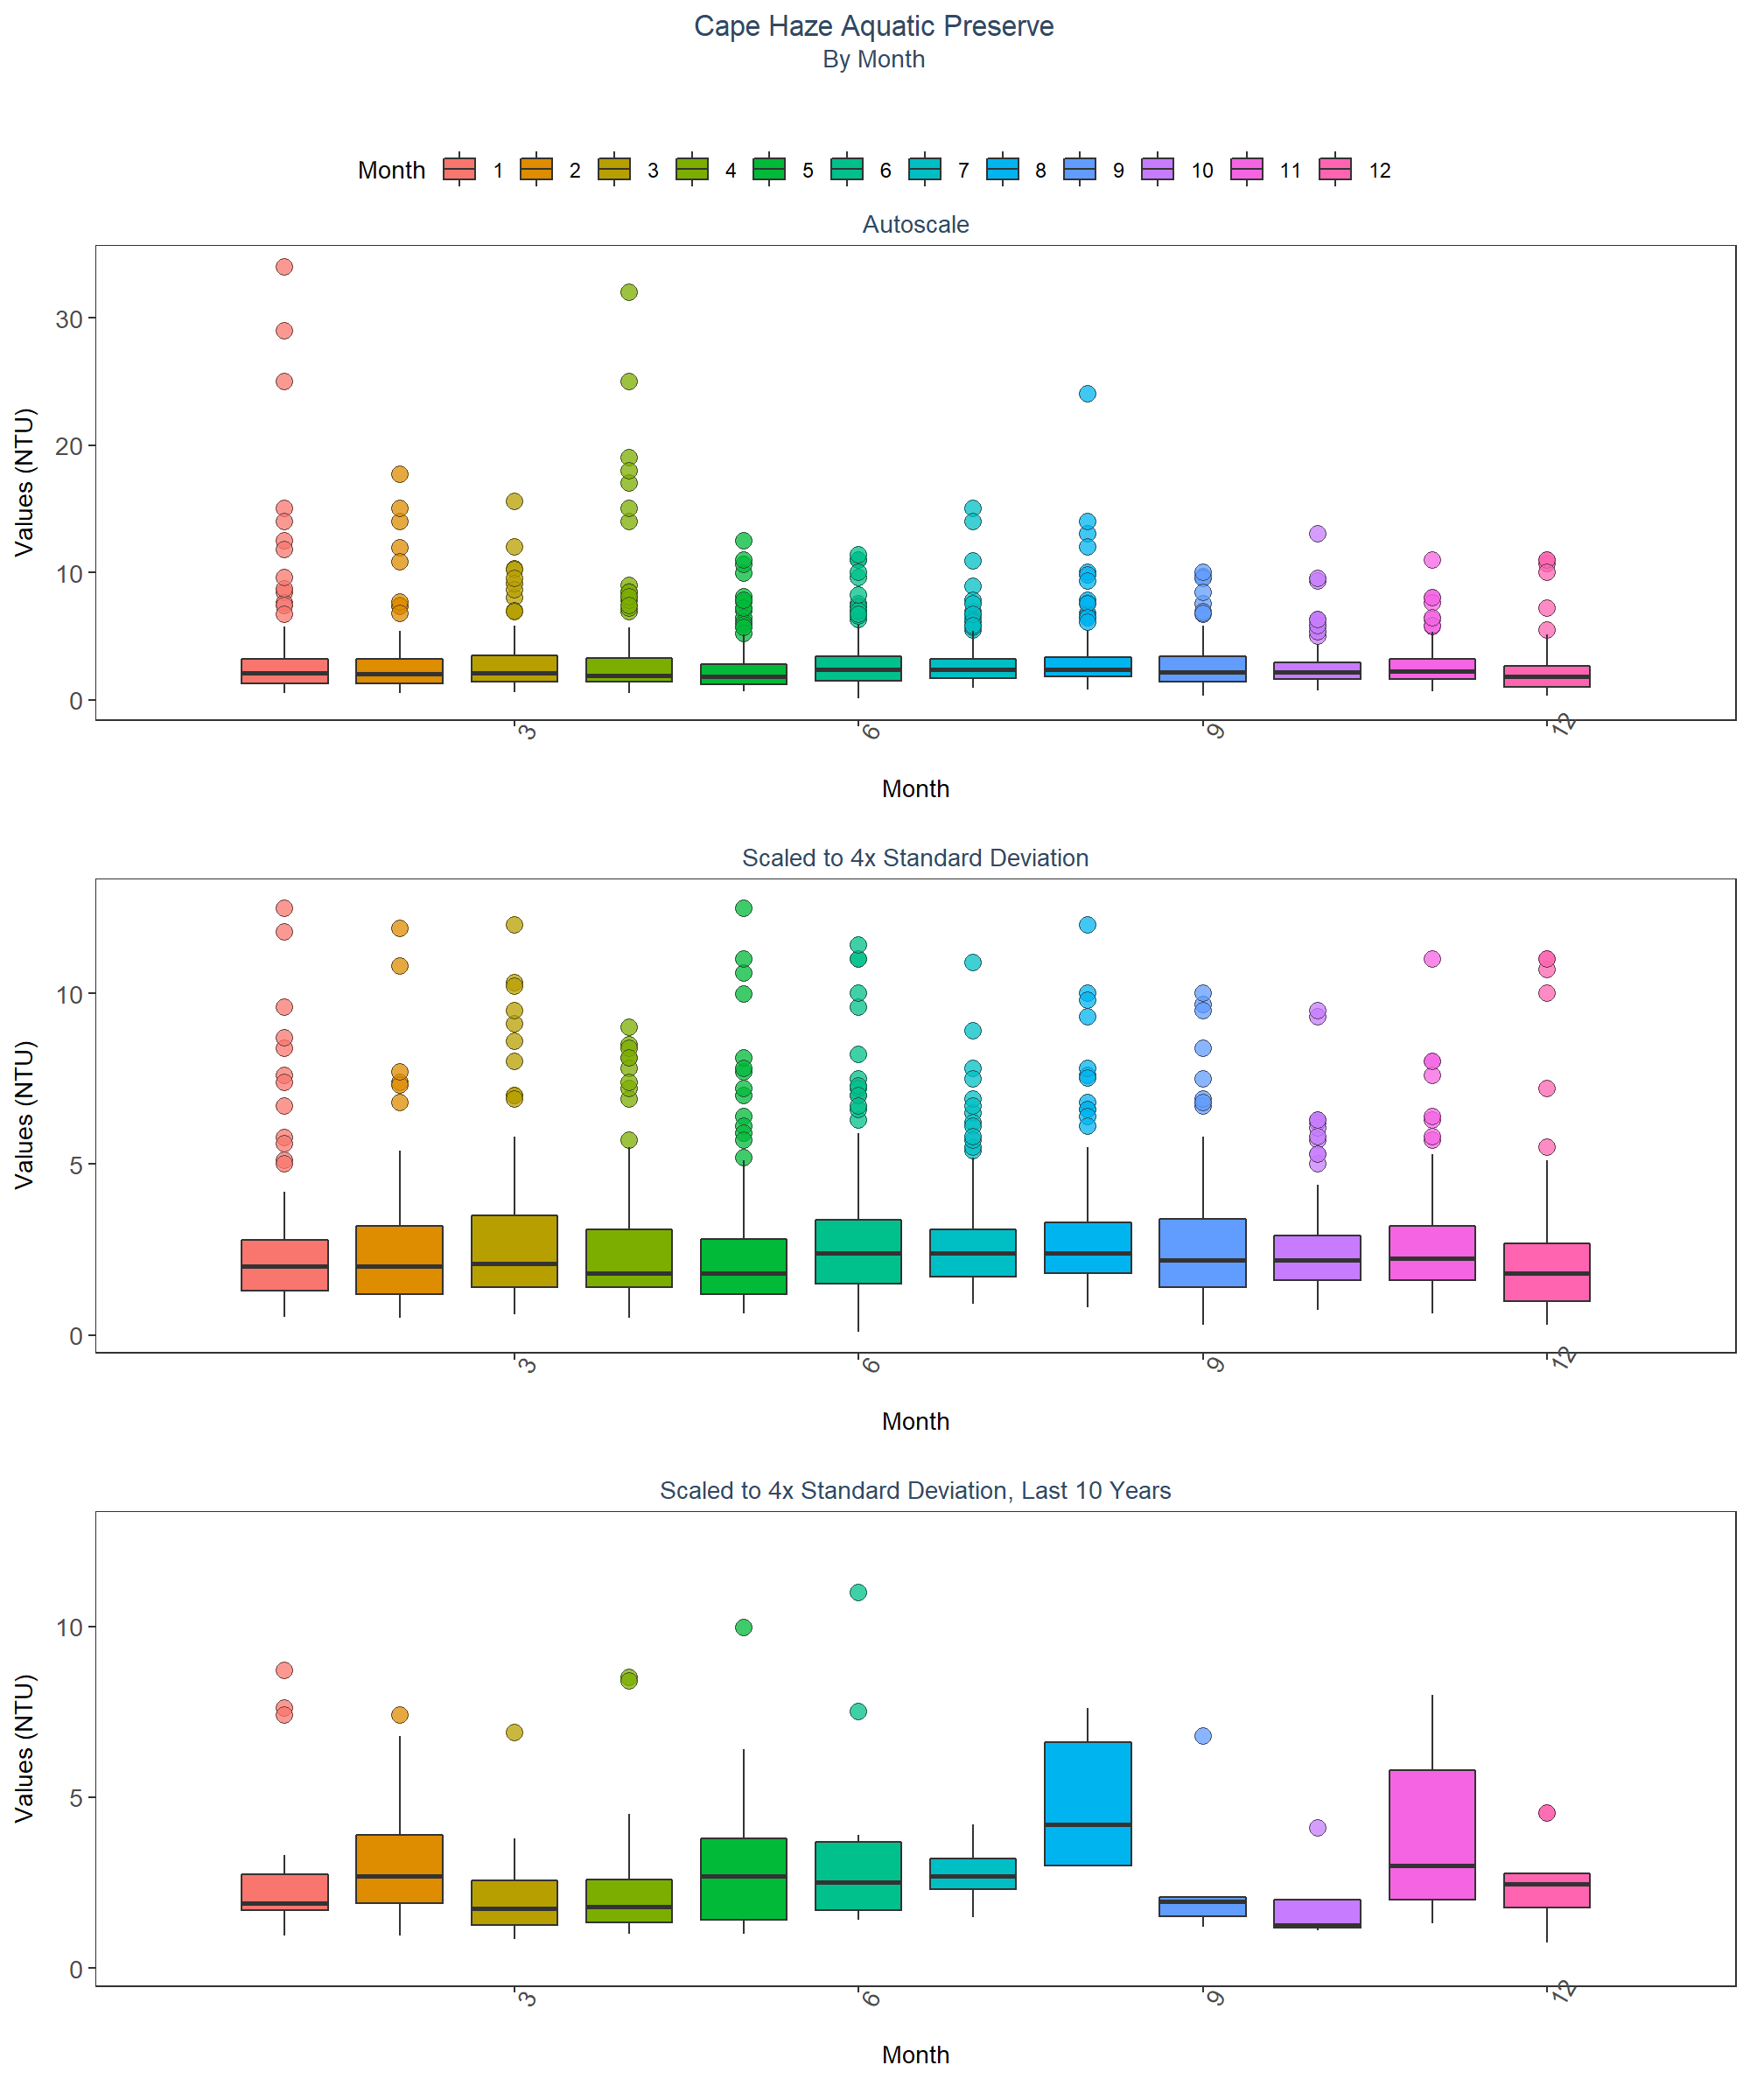 Cape Haze Aquatic Preserve
By Month
Month 1 2 3 4 5 6 7 8 9 10 11 12
Autoscale
Values (NTU)
30
20
10
0
3 6 9 12
Month
Scaled to 4x Standard Deviation
Values (NTU)
10
5
0
3 6 9 12
Month
Scaled to 4x Standard Deviation, Last 10 Years
Values (NTU)
10
5
0
3 6 9 12
Month